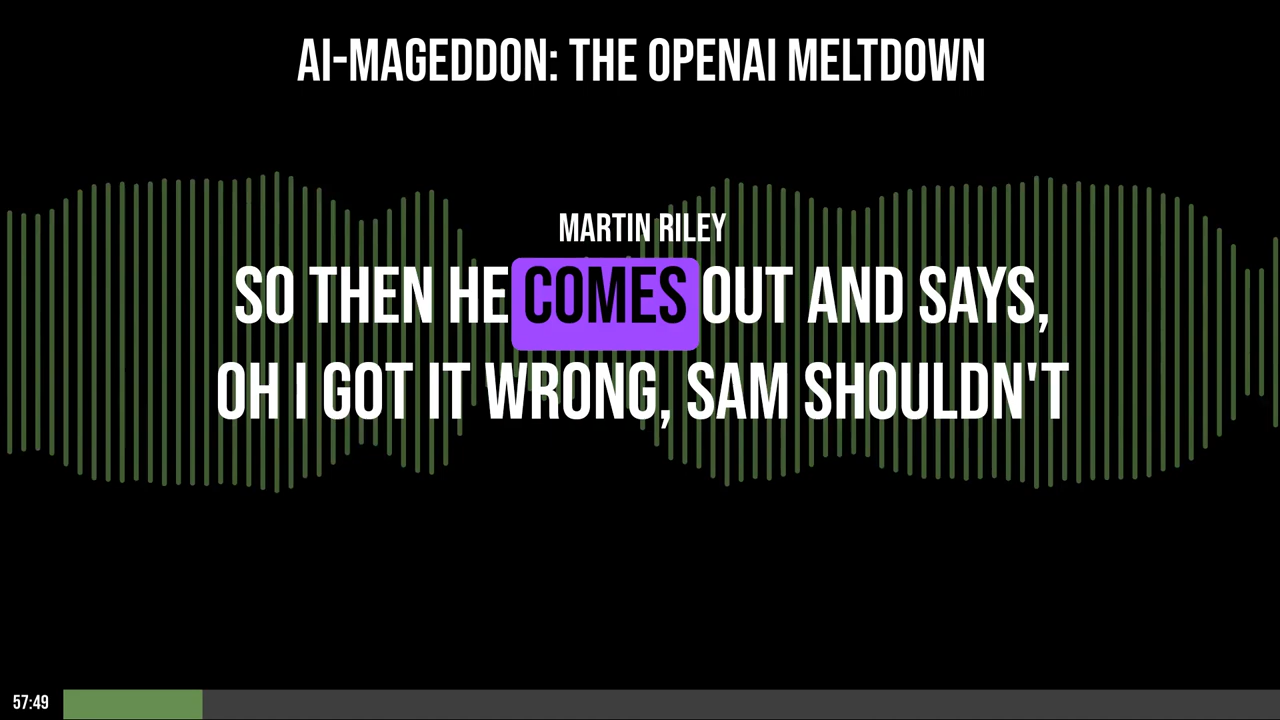 AI-MAGEDDON: THE OPENAI MELTDOWN
MARTIN RILEY
SO THEN HE COMES OUT AND SAYS,
OH I GOT IT WRONG, SAM SHOULDN'T
57:49